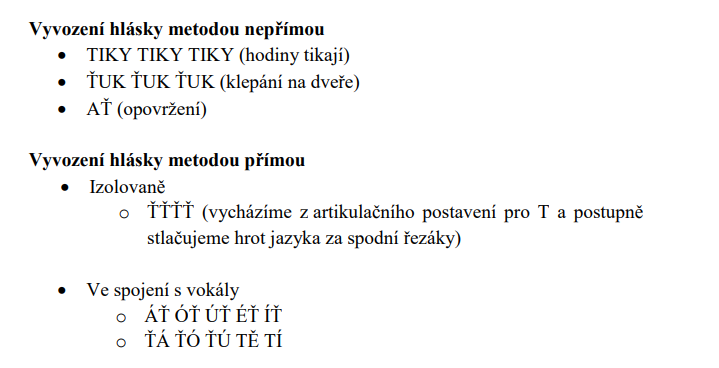 Vyvození hlásky metodou nepřímou
• TIKY TIKY TIKY (hodiny tikají)
• ŤUK ŤUK ŤUK (klepání na dveře)
• AŤ (opovržení)
Vyvození hlásky metodou přímou
• Izolovaně
o ŤŤŤŤ (vycházíme z artikulačního postavení pro T a postupně
stlačujeme hrot jazyka za spodní řezáky)
• Ve spojení s vokály
o ÁŤ ÓŤ ÚŤ ÉŤ ÍŤ
o ŤÁ ŤÓ ŤÚ TĚ TÍ